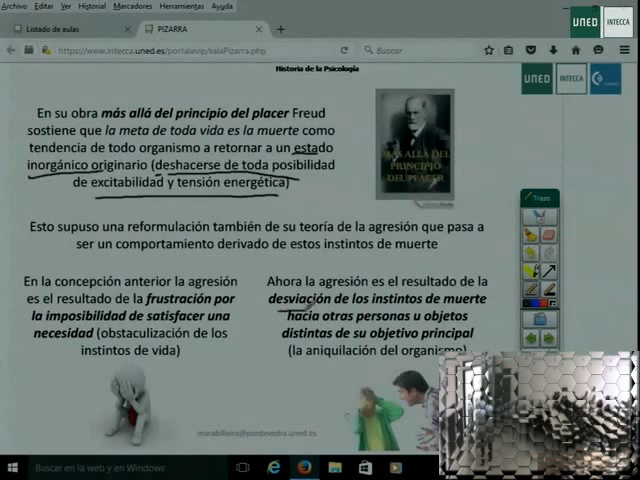 Archivo Editar Ver Historial Marcadores Herramientas Ayuda
UNED INTECCA
Listado de aulas
PIZARRA
https://www.intecca.uned.es/portalavip/salaPizarra.php
Buscar
Historia de la Psicología
UNED INTECCA
En su obra más allá del principio del placer Freud
sostiene que la meta de toda vida es la muerte como
tendencia de todo organismo a retornar a un estado
inorgánico originario (deshacerse de toda posibilidad
de excitabilidad y tensión energética)
MÁS ALLÁ DEL
PRINCIPIO
DEL PLACER
Trazo
Esto supuso una reformulación también de su teoría de la agresión que pasa a
ser un comportamiento derivado de estos instintos de muerte
En la concepción anterior la agresión
es el resultado de la frustración por
la imposibilidad de satisfacer una
necesidad (obstaculización de los
instintos de vida)
Ahora la agresión es el resultado de la
desviación de los instintos de muerte
hacia otras personas u objetos
distintas de su objetivo principal
(la aniquilación del organismo)
marabilleira@pontevedra.uned.es
Buscar en la web y en Windows